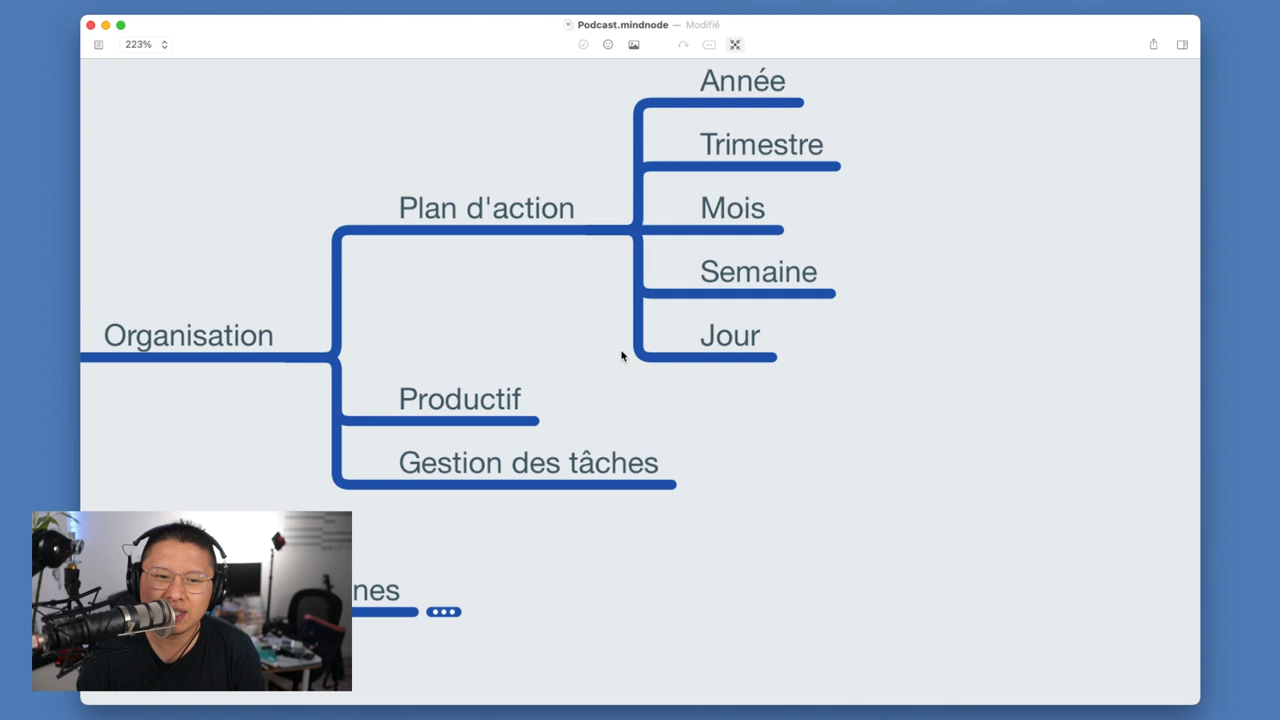 Podcast.mindnode — Modifié
223%
Année
Trimestre
Plan d'action
Mois
Semaine
Organisation
Jour
Productif
Gestion des tâches
nes